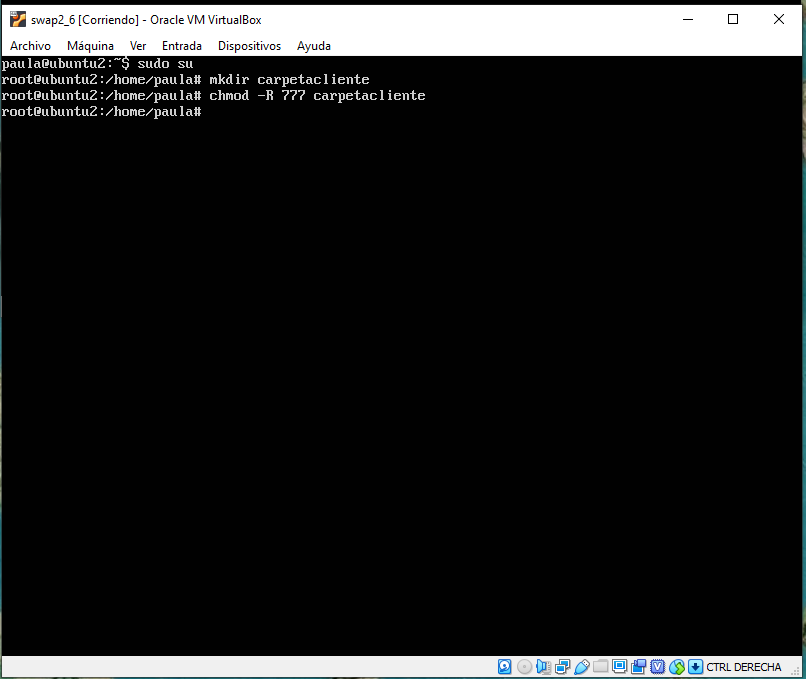 swap2_6 [Corriendo] - Oracle VM VirtualBox
Archivo Máquina Ver Entrada Dispositivos Ayuda
paula@ubuntu2:~$ sudo su
root@ubuntu2:/home/paula# mkdir carpetacliente
root@ubuntu2:/home/paula# chmod -R 777 carpetacliente
root@ubuntu2:/home/paula#
CTRL DERECHA